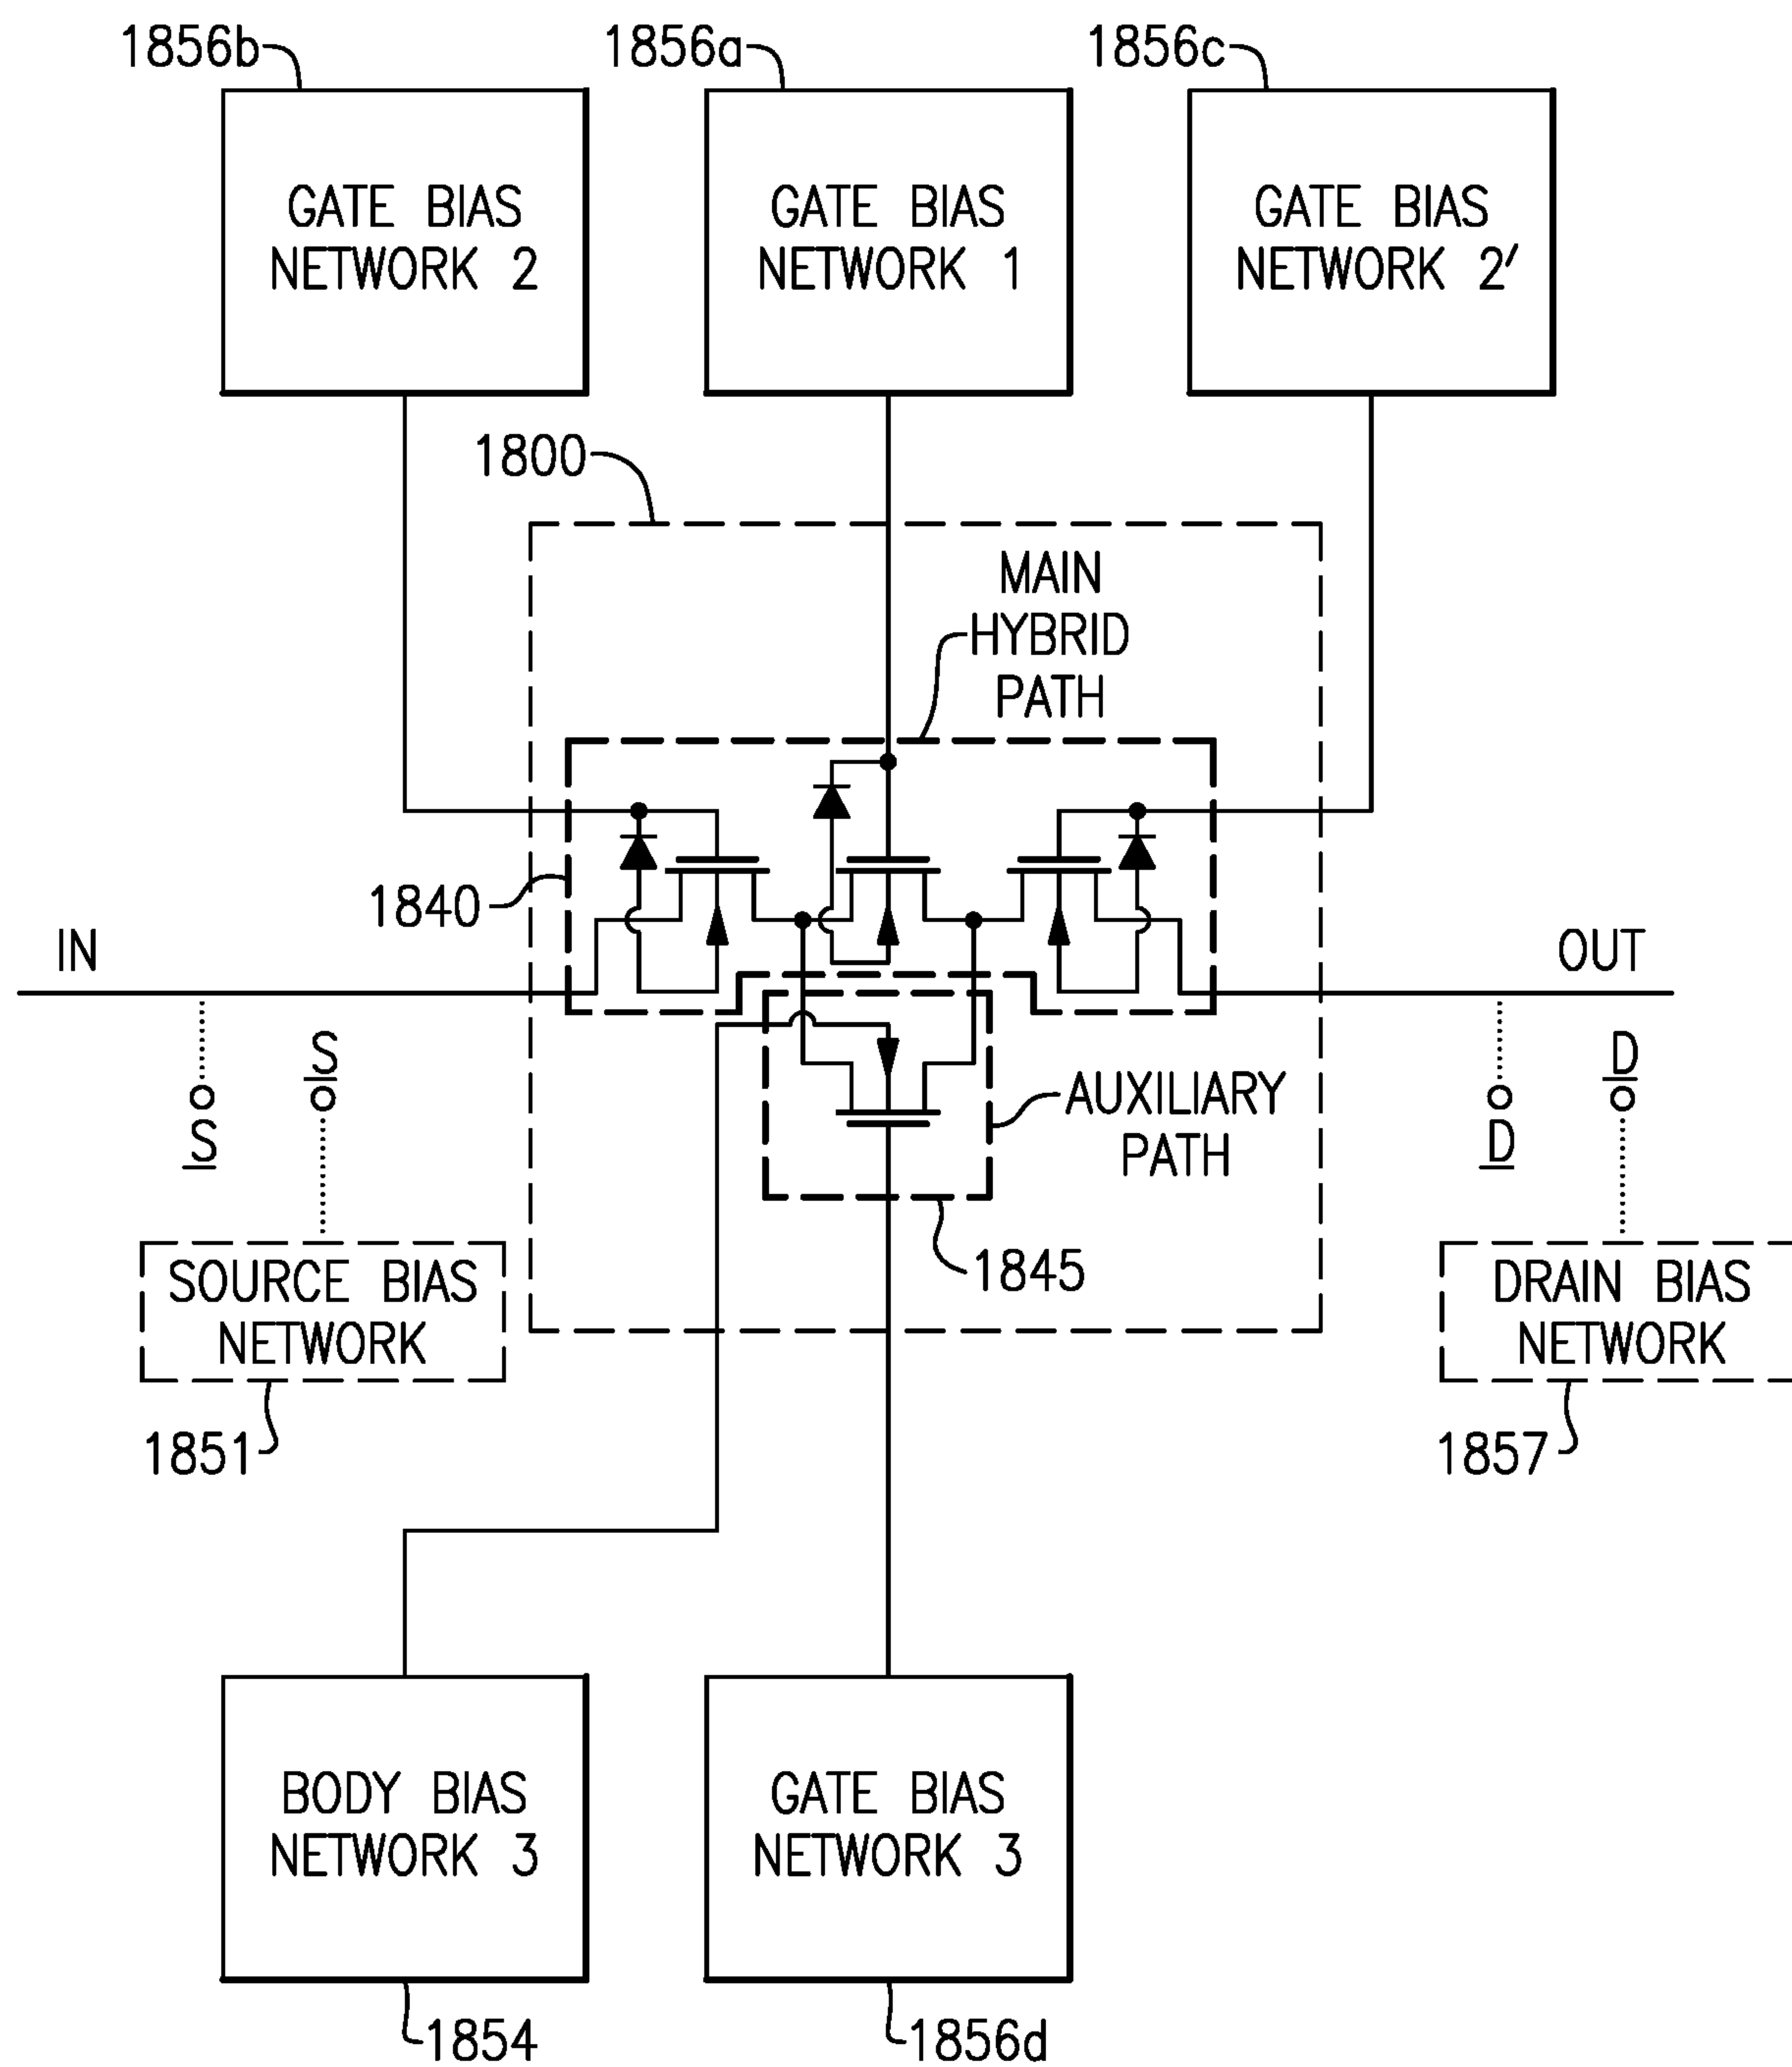 1856b
1856a
1856c
GATE BIAS
NETWORK 2
GATE BIAS
NETWORK 1
GATE BIAS
NETWORK 2'
1800
MAIN
HYBRID
PATH
1840
IN
OUT
S
S
D
D
AUXILIARY
PATH
1845
SOURCE BIAS
NETWORK
DRAIN BIAS
NETWORK
1851
1857
BODY BIAS
NETWORK 3
GATE BIAS
NETWORK 3
1854
1856d